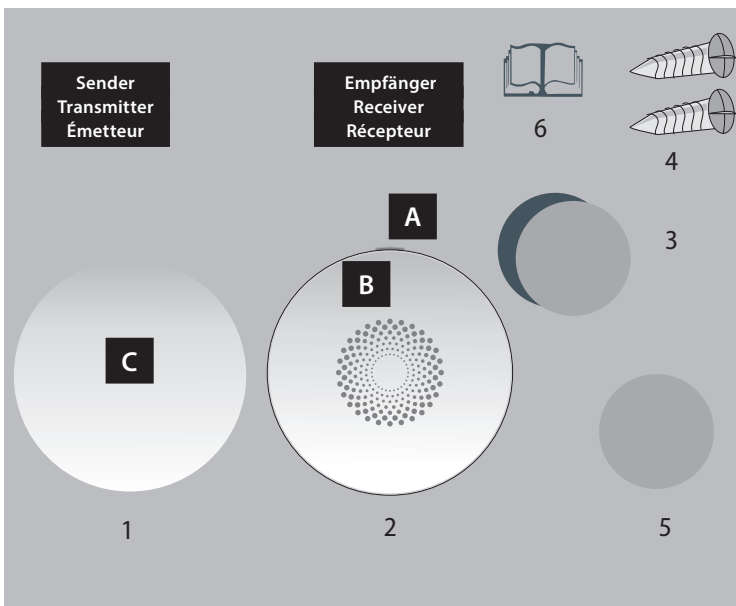 Sender
Transmitter
Émetteur
Empfänger
Receiver
Récepteur
6
4
A
3
B
C
1
2
5